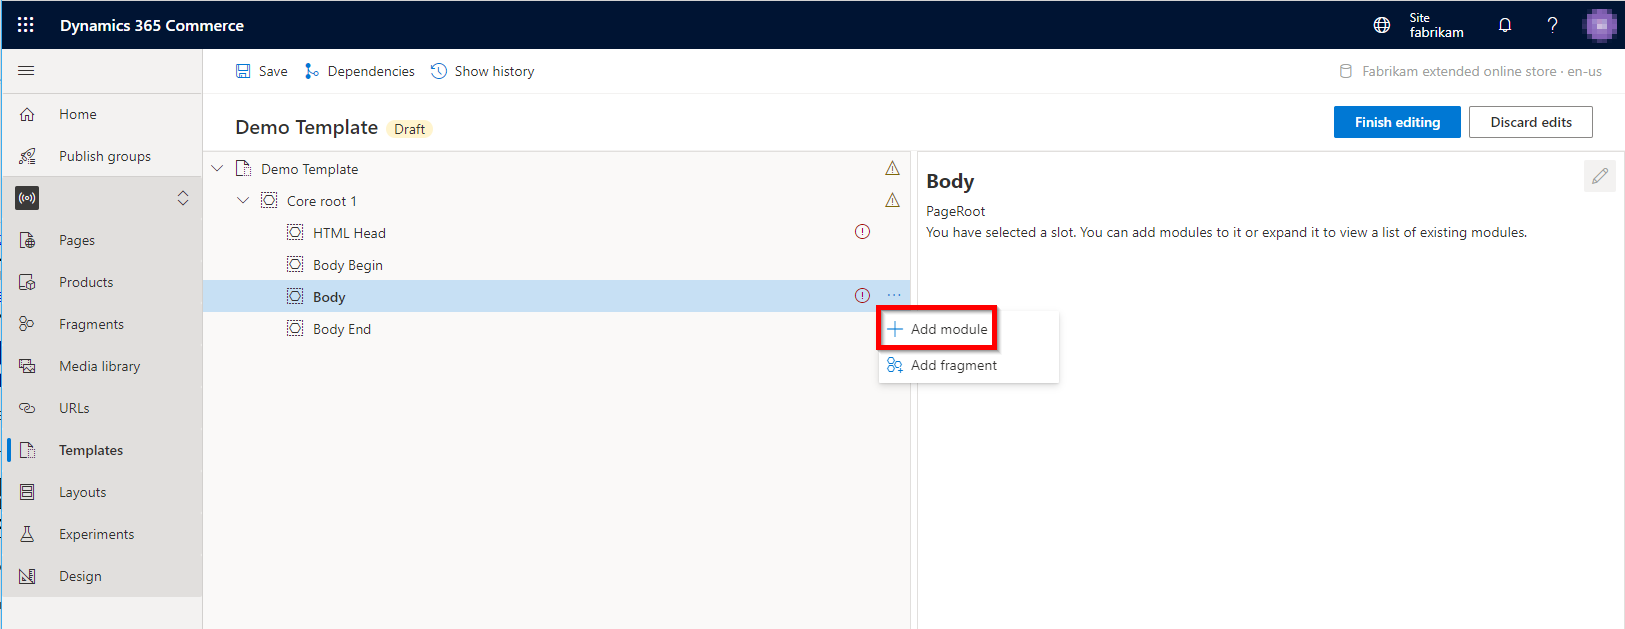 Dynamics 365 Commerce
Site
fabrikam
Save
Dependencies
Show history
Fabrikam extended online store · en-us
Home
Publish groups
Pages
Products
Fragments
Media library
URLs
Templates
Layouts
Experiments
Design
Demo Template
Draft
Finish editing
Discard edits
Demo Template
Core root 1
HTML Head
Body Begin
Body
Body End
Add module
Add fragment
Body
PageRoot
You have selected a slot. You can add modules to it or expand it to view a list of existing modules.